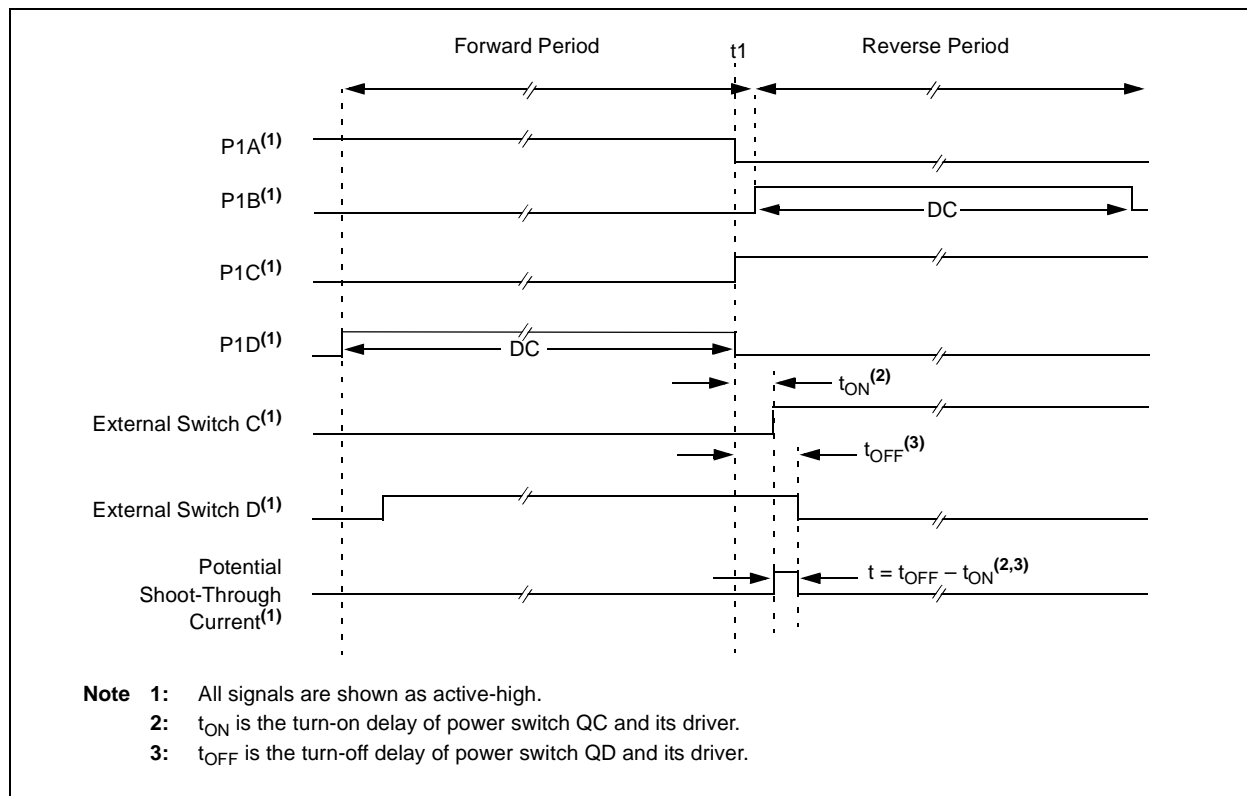 Forward Period
t1
Reverse Period
P1A(1)
P1B(1)
DC
P1C(1)
P1D(1)
DC
tON(2)
External Switch C(1)
tOFF(3)
External Switch D(1)
Potential
Shoot-Through
Current(1)
t = tOFF – tON(2,3)
Note 1: All signals are shown as active-high.
2: tON is the turn-on delay of power switch QC and its driver.
3: tOFF is the turn-off delay of power switch QD and its driver.